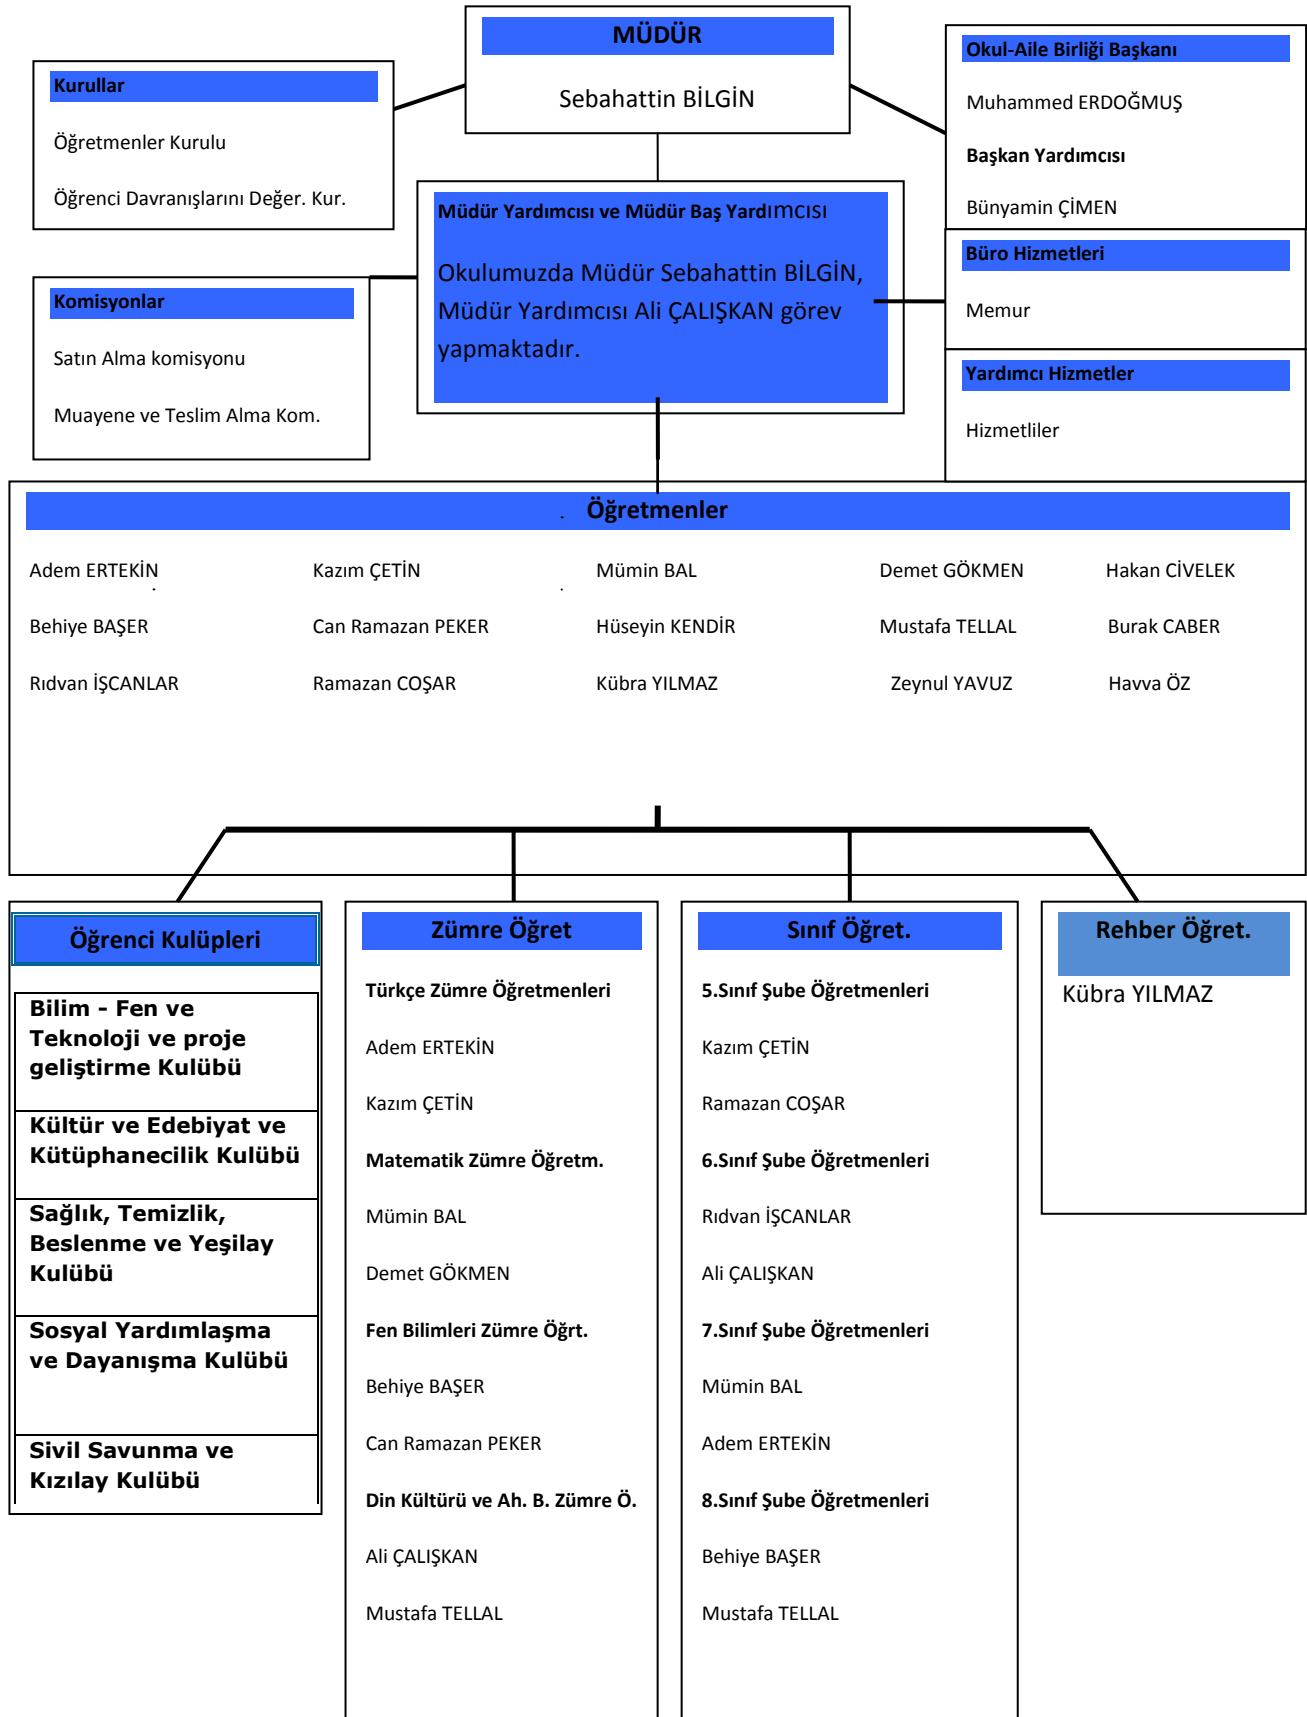 MÜDÜR
Sebahattin BİLGİN
Kurullar
Öğretmenler Kurulu
Öğrenci Davranışlarını Değer. Kur.
Okul-Aile Birliği Başkanı
Muhammed ERDOĞMUŞ
Başkan Yardımcısı
Bünyamin ÇİMEN
Müdür Yardımcısı ve Müdür Baş Yardımcısı
Okulumuzda Müdür Sebahattin BİLGİN,
Müdür Yardımcısı Ali ÇALIŞKAN görev
yapmaktadır.
Büro Hizmetleri
Memur
Komisyonlar
Satın Alma komisyonu
Muayene ve Teslim Alma Kom.
Yardımcı Hizmetler
Hizmetliler
Öğretmenler
Adem ERTEKİN Kazım ÇETİN Mümin BAL Demet GÖKMEN Hakan CİVELEK
Behiye BAŞER Can Ramazan PEKER Hüseyin KENDİR Mustafa TELLAL Burak CABER
Rıdvan İŞCANLAR Ramazan COŞAR Kübra YILMAZ Zeynul YAVUZ Havva ÖZ
Öğrenci Kulüpleri
Bilim - Fen ve
Teknoloji ve proje
geliştirme Kulübü
Kültür ve Edebiyat ve
Kütüphanecilik Kulübü
Sağlık, Temizlik,
Beslenme ve Yeşilay
Kulübü
Sosyal Yardımlaşma
ve Dayanışma Kulübü
Sivil Savunma ve
Kızılay Kulübü
Zümre Öğret
Türkçe Zümre Öğretmenleri
Adem ERTEKİN
Kazım ÇETİN
Matematik Zümre Öğretm.
Mümin BAL
Demet GÖKMEN
Fen Bilimleri Zümre Öğrt.
Behiye BAŞER
Can Ramazan PEKER
Din Kültürü ve Ah. B. Zümre Ö.
Ali ÇALIŞKAN
Mustafa TELLAL
Sınıf Öğret.
5.Sınıf Şube Öğretmenleri
Kazım ÇETİN
Ramazan COŞAR
6.Sınıf Şube Öğretmenleri
Rıdvan İŞCANLAR
Ali ÇALIŞKAN
7.Sınıf Şube Öğretmenleri
Mümin BAL
Adem ERTEKİN
8.Sınıf Şube Öğretmenleri
Behiye BAŞER
Mustafa TELLAL
Rehber Öğret.
Kübra YILMAZ